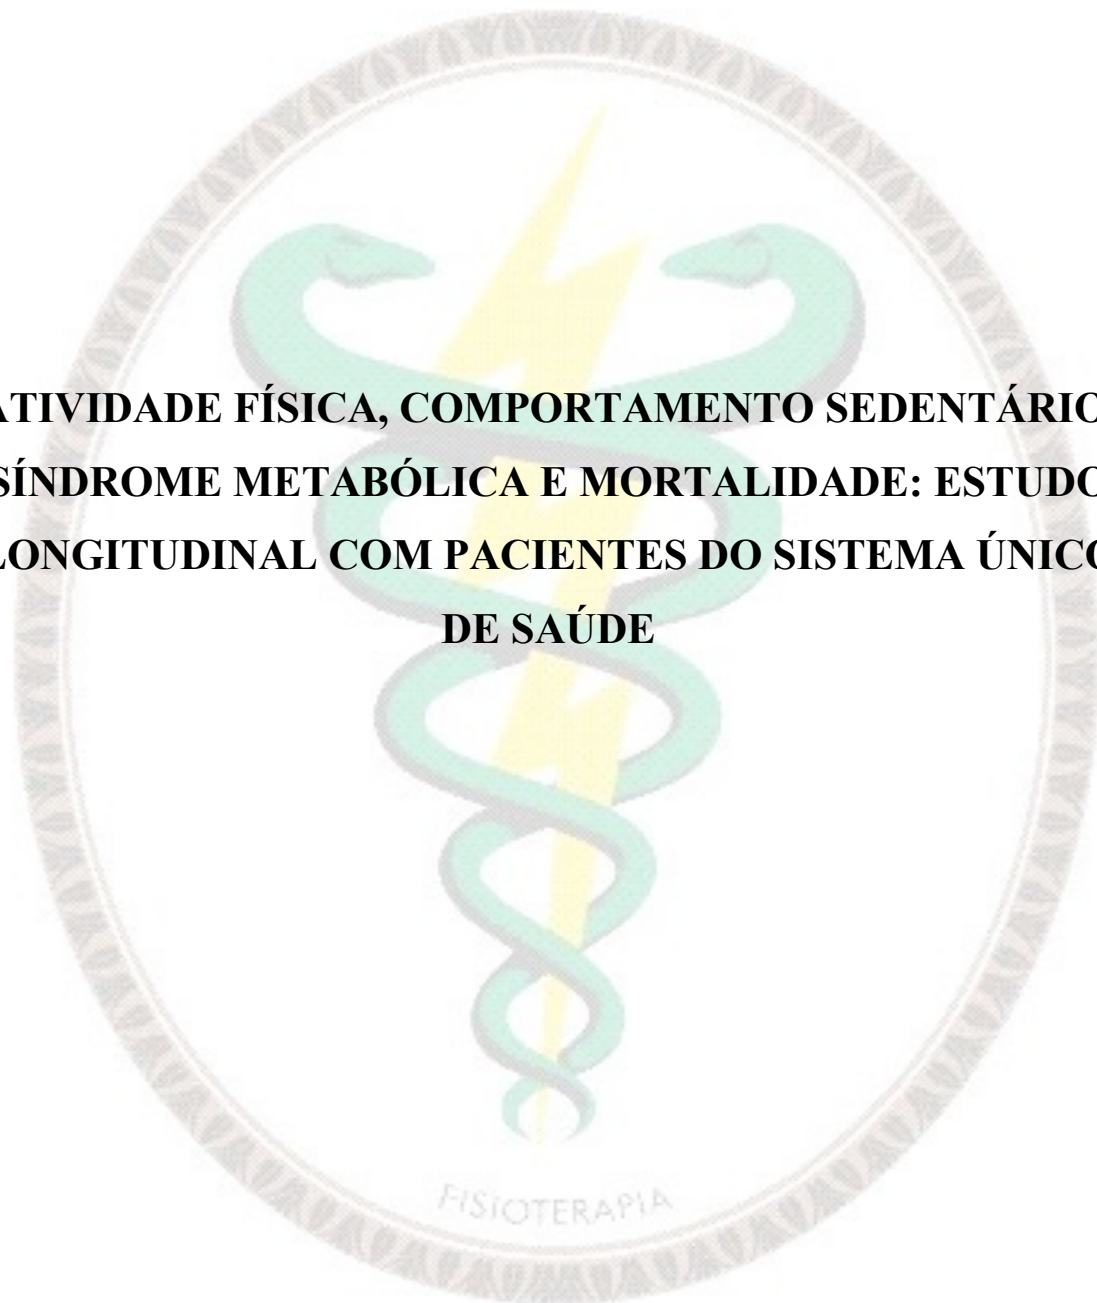 ATIVIDADE FÍSICA, COMPORTAMENTO SEDENTÁRIO,
SÍNDROME METABÓLICA E MORTALIDADE: ESTUDO
LONGITUDINAL COM PACIENTES DO SISTEMA ÚNICO
DE SAÚDE
FISIOTERAPIA